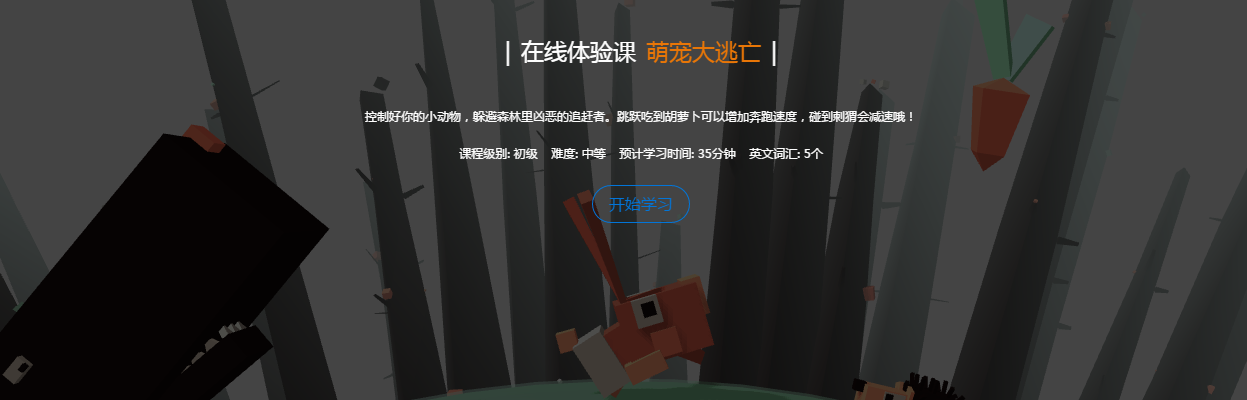 | 在线体验课 萌宠大逃亡 |
控制好你的小动物，躲避森林里凶恶的追赶者。跳跃吃到胡萝卜可以增加奔跑速度，碰到刺猬会减速哦！
课程级别: 初级 难度: 中等 预计学习时间: 35分钟 英文词汇: 5个
开始学习